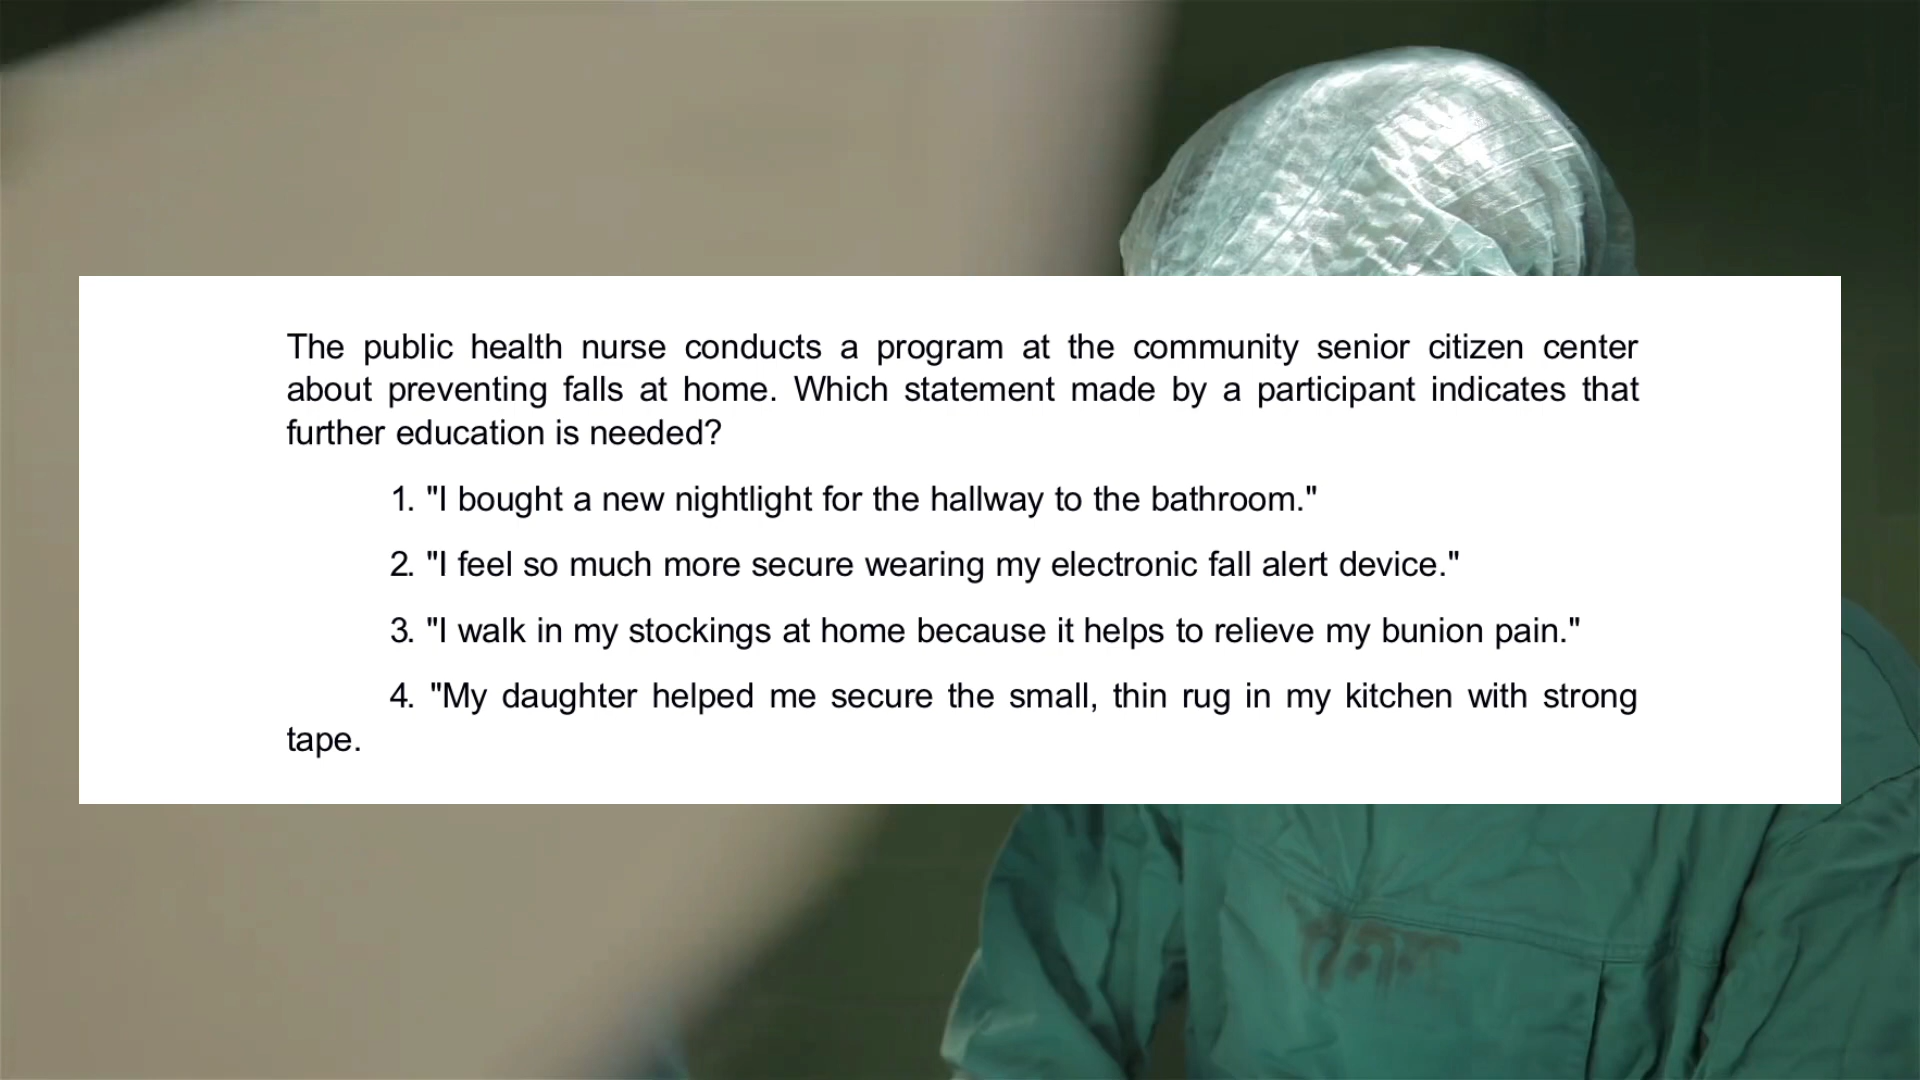 The public health nurse conducts a program at the community senior citizen center
about preventing falls at home. Which statement made by a participant indicates that
further education is needed?
1. "I bought a new nightlight for the hallway to the bathroom."
2. "I feel so much more secure wearing my electronic fall alert device."
3. "I walk in my stockings at home because it helps to relieve my bunion pain."
4. "My daughter helped me secure the small, thin rug in my kitchen with strong
tape.